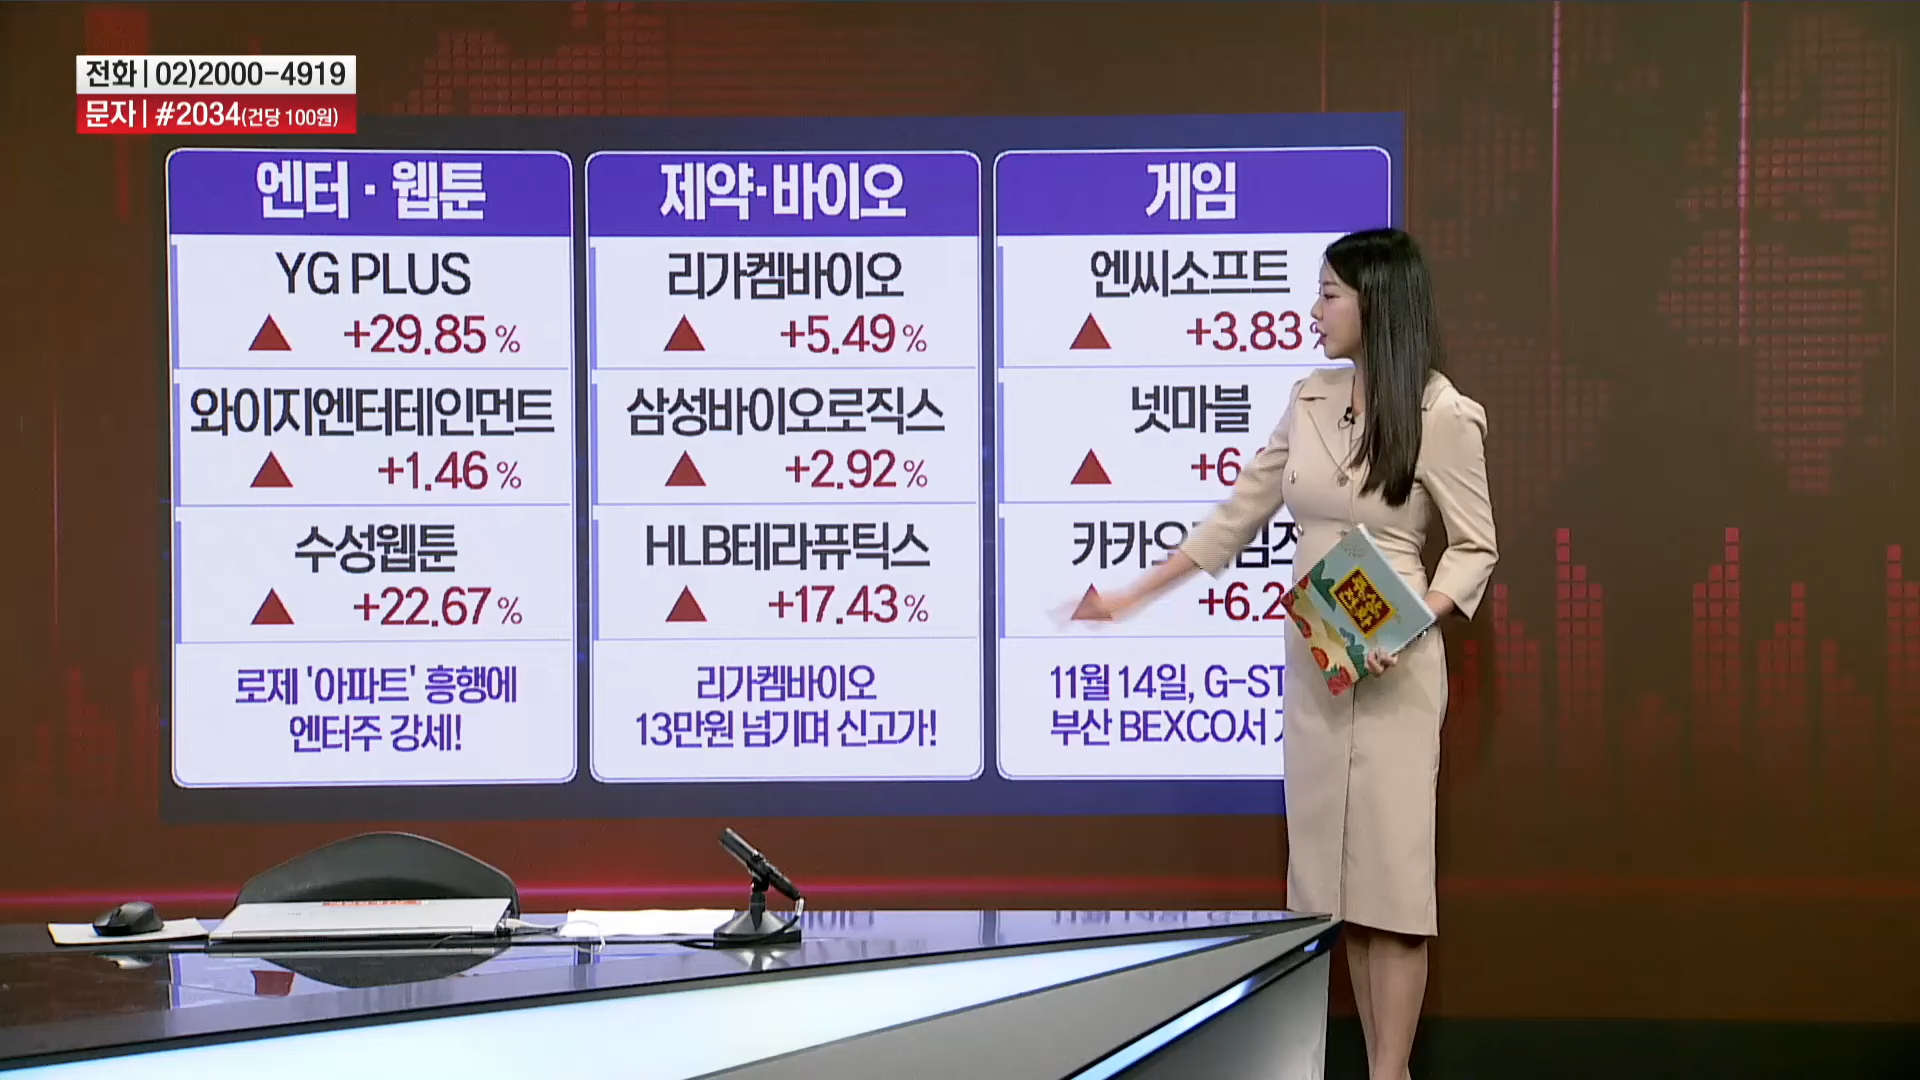 전화 | 02)2000-4919
문자 | #2034(건당 100원)
엔터·웹툰
YG PLUS
▲ +29.85%
와이지엔터테인먼트
▲ +1.46%
수성웹툰
▲ +22.67%
로제 '아파트' 흥행에
엔터주 강세!
제약·바이오
리가켐바이오
▲ +5.49%
삼성바이오로직스
▲ +2.92%
HLB테라퓨틱스
▲ +17.43%
리가켐바이오
13만원 넘기며 신고가!
게임
엔씨소프트
▲ +3.83%
넷마블
▲ +6.
▲ +6.2
11월 14일, G-ST
부산 BEXCO서